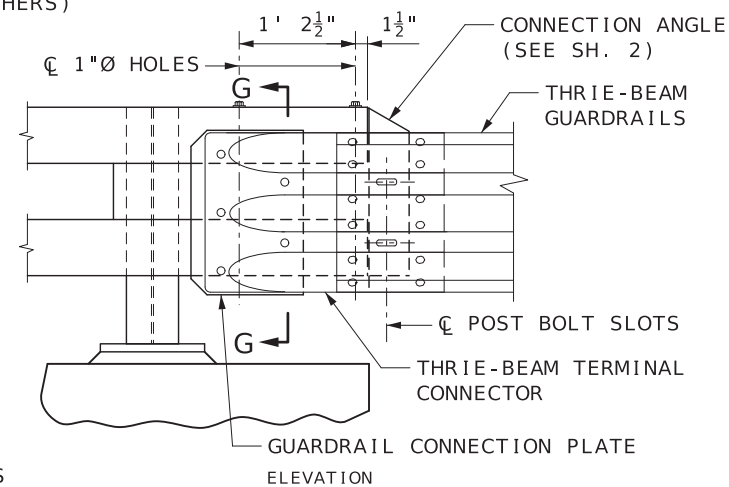 HERS)
1' 2½" 1½"
CONNECTION ANGLE
(SEE SH. 2)
℄ 1"Ø HOLES
G
THRIE-BEAM
GUARDRAILS
℄ POST BOLT SLOTS
G
THRIE-BEAM TERMINAL
CONNECTOR
GUARDRAIL CONNECTION PLATE
S
ELEVATION